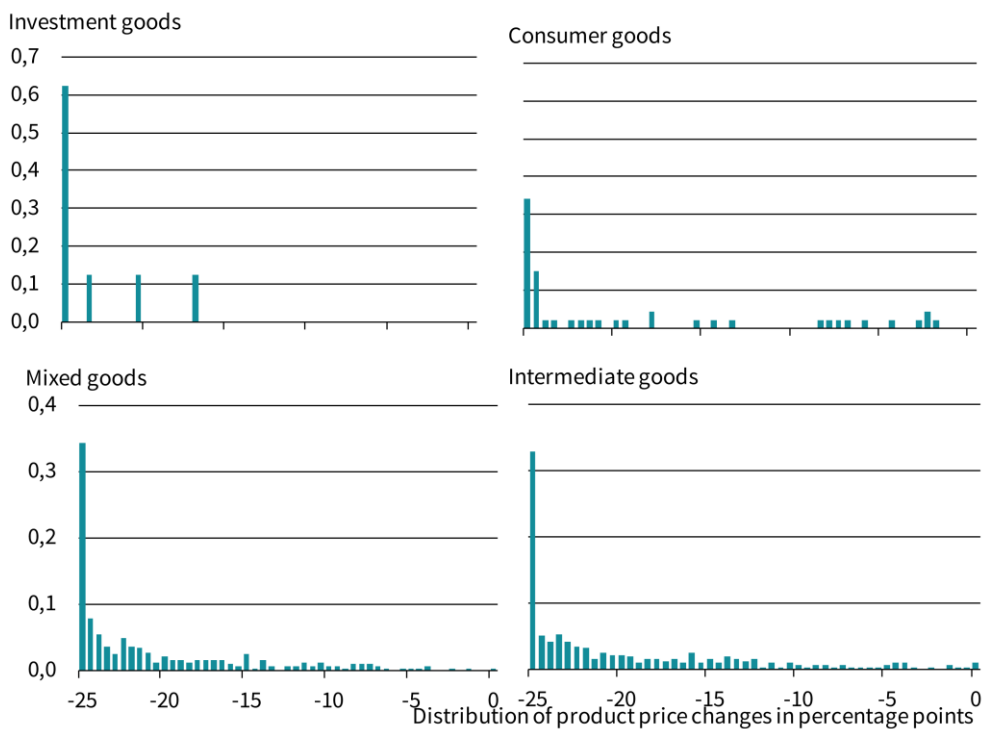 Investment goods
0,7
0,6
0,5
0,4
0,3
0,2
0,1
0,0
Consumer goods
Mixed goods
0,4
0,3
0,2
0,1
0,0
-25 -20 -15 -10 -5 0
Intermediate goods
-25 -20 -15 -10 -5 0
Distribution of product price changes in percentage points